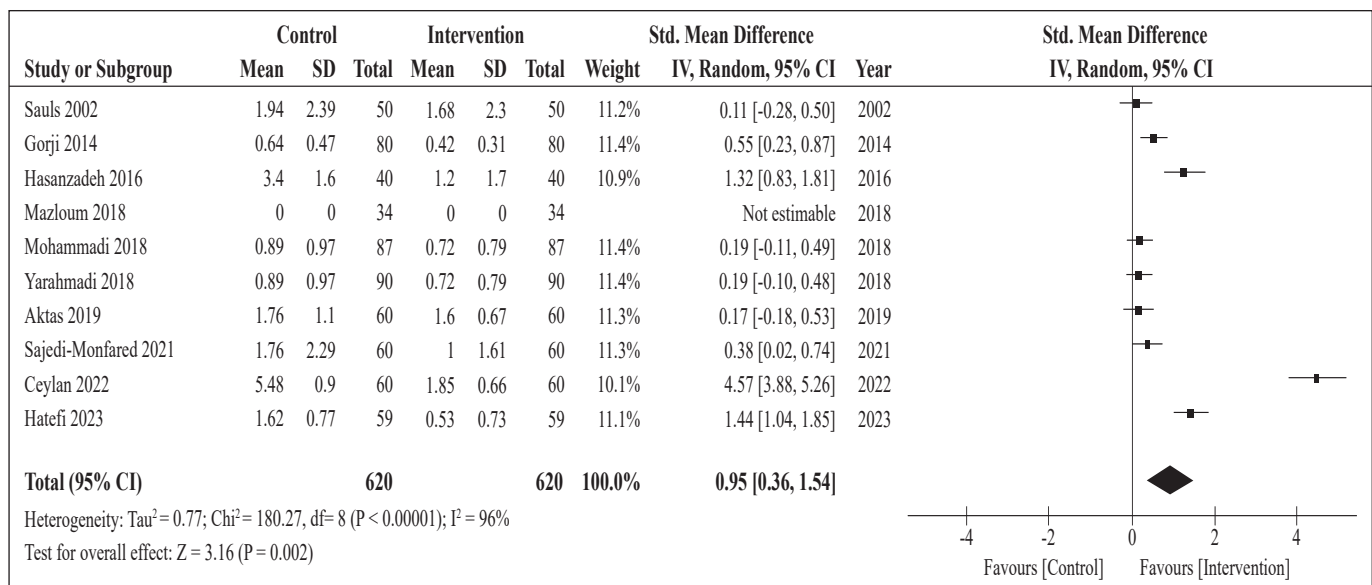 Control Intervention Std. Mean Difference Std. Mean Difference
Study or Subgroup Mean SD Total Mean SD Total Weight IV, Random, 95% CI Year IV, Random, 95% CI
Sauls 2002 1.94 2.39 50 1.68 2.3 50 11.2% 0.11 [-0.28, 0.50] 2002
Gorji 2014 0.64 0.47 80 0.42 0.31 80 11.4% 0.55 [0.23, 0.87] 2014
Hasanzadeh 2016 3.4 1.6 40 1.2 1.7 40 10.9% 1.32 [0.83, 1.81] 2016
Mazloum 2018 0 0 34 0 0 34 Not estimable 2018
Mohammadi 2018 0.89 0.97 87 0.72 0.79 87 11.4% 0.19 [-0.11, 0.49] 2018
Yarahmadi 2018 0.89 0.97 90 0.72 0.79 90 11.4% 0.19 [-0.10, 0.48] 2018
Aktas 2019 1.76 1.1 60 1.6 0.67 60 11.3% 0.17 [-0.18, 0.53] 2019
Sajedi-Monfared 2021 1.76 2.29 60 1 1.61 60 11.3% 0.38 [0.02, 0.74] 2021
Ceylan 2022 5.48 0.9 60 1.85 0.66 60 10.1% 4.57 [3.88, 5.26] 2022
Hatefi 2023 1.62 0.77 59 0.53 0.73 59 11.1% 1.44 [1.04, 1.85] 2023
Total (95% CI) 620 620 100.0% 0.95 [0.36, 1.54]
Heterogeneity: Tau² = 0.77; Chi² = 180.27, df= 8 (P < 0.00001); I² = 96%
Test for overall effect: Z = 3.16 (P = 0.002)
-4 -2 0 2 4
Favours [Control] Favours [Intervention]